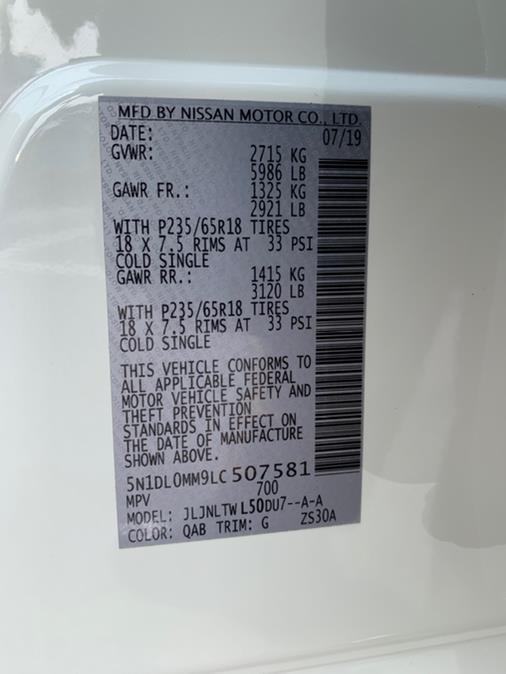 MFD BY NISSAN MOTOR CO., LTD.
DATE: 07/19
GVWR: 2715 KG
5986 LB
GAWR FR.: 1325 KG
2921 LB
WITH P235/65R18 TIRES
18 X 7.5 RIMS AT 33 PSI
COLD SINGLE
GAWR RR.: 1415 KG
3120 LB
WITH P235/65R18 TIRES
18 X 7.5 RIMS AT 33 PSI
COLD SINGLE
THIS VEHICLE CONFORMS TO
ALL APPLICABLE FEDERAL
MOTOR VEHICLE SAFETY AND
THEFT PREVENTION
STANDARDS IN EFFECT ON
THE DATE OF MANUFACTURE
SHOWN ABOVE.
5N1DL0MM9LC507581
MPV 700
MODEL: JLJNLTWL50DU7--A-A
COLOR: QAB TRIM: G ZS30A